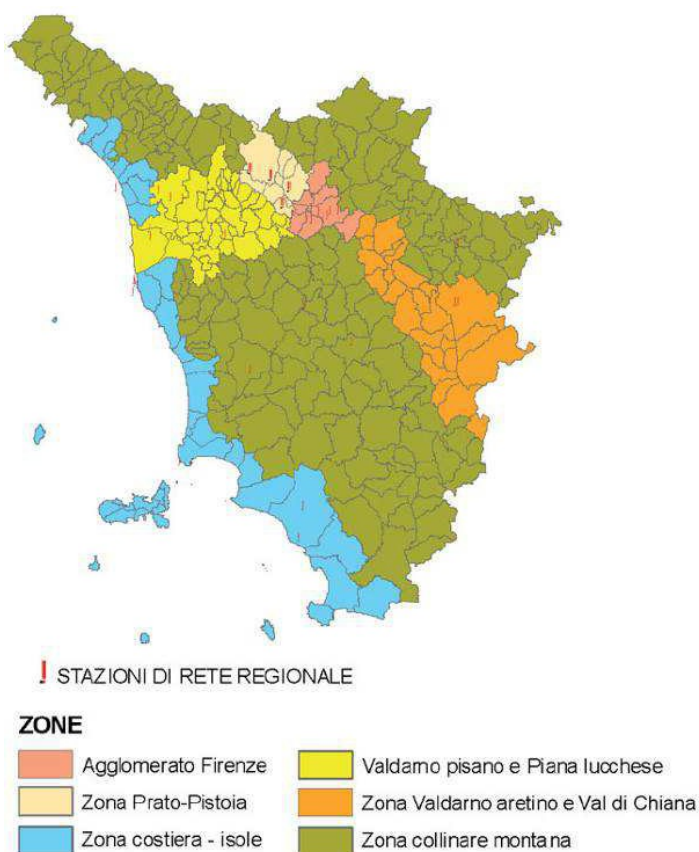 STAZIONI DI RETE REGIONALE
ZONE
Agglomerato Firenze
Valdarno pisano e Piana lucchese
Zona Prato-Pistoia
Zona Valdarno aretino e Val di Chiana
Zona costiera - isole
Zona collinare montana